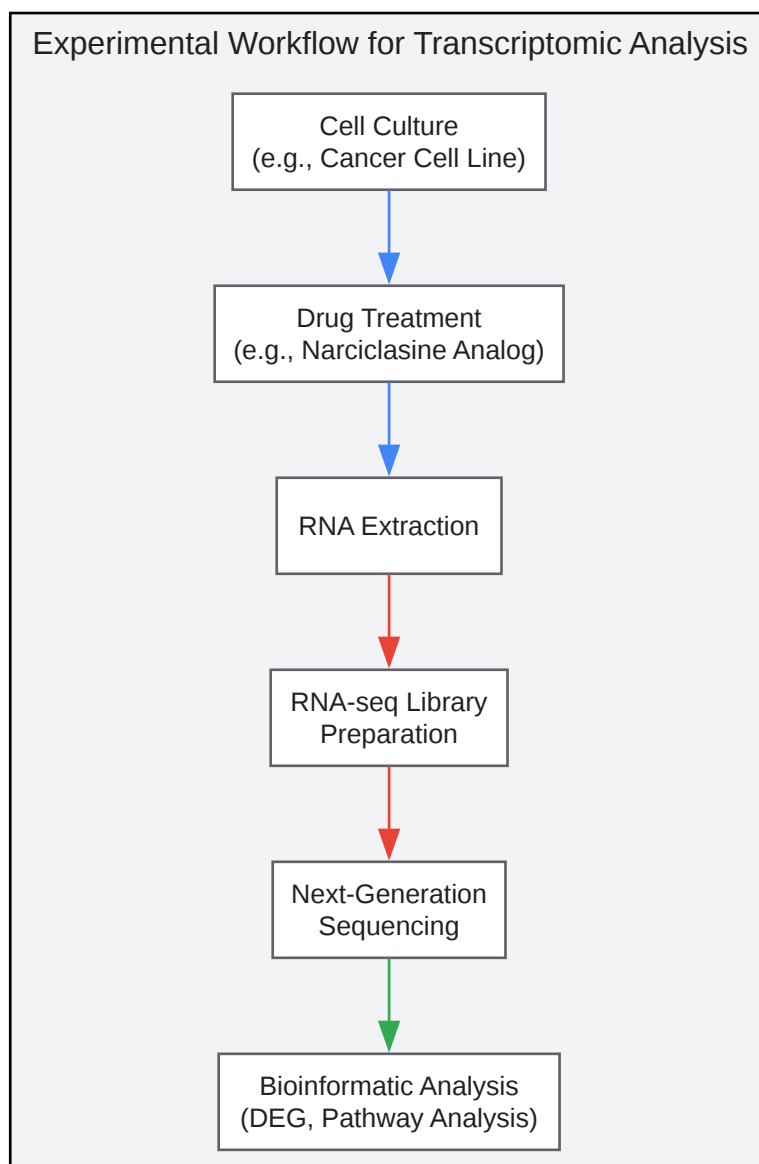 Experimental Workflow for Transcriptomic Analysis
Cell Culture
(e.g., Cancer Cell Line)
Drug Treatment
(e.g., Narciclasine Analog)
RNA Extraction
RNA-seq Library
Preparation
Next-Generation
Sequencing
Bioinformatic Analysis
(DEG, Pathway Analysis)